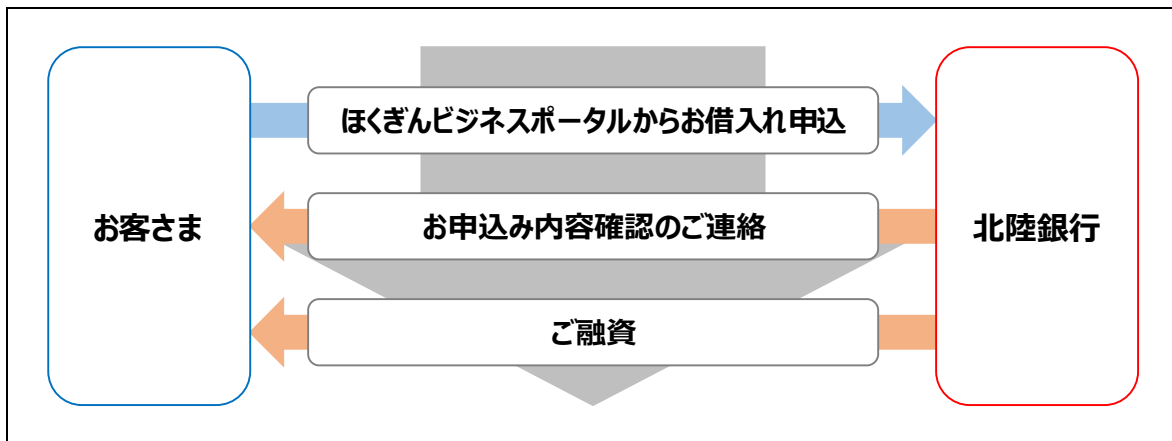 ほくぎんビジネスポータルからお借入れ申込
お客さま
お申込み内容確認のご連絡
北陸銀行
ご融資